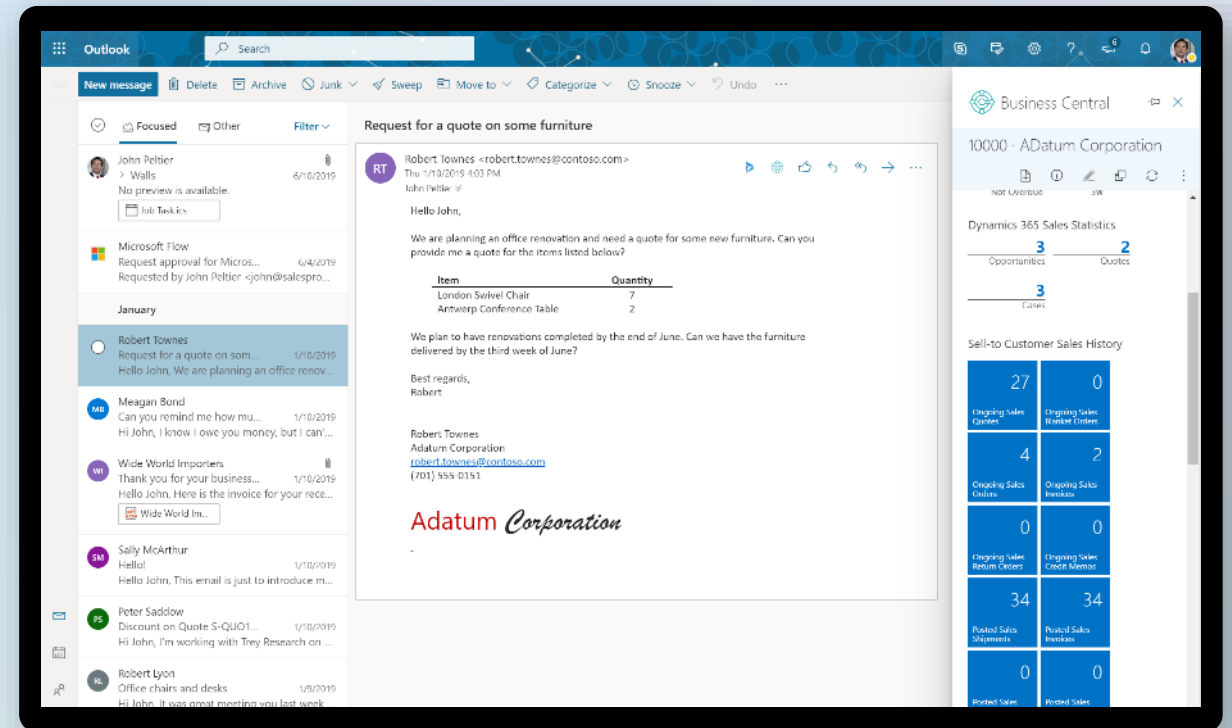 Outlook
Search
6
New message Delete Archive Junk Sweep Move to Categorize Snooze Undo ...
Focused Other Filter
John Peltier
> Walls 6/10/2019
No preview is available.
Job Task.ics
Microsoft Flow
Request approval for Micros... 6/4/2019
Requested by John Peltier <john@salespro...
January
Robert Townes
Request for a quote on som... 1/10/2019
Hello John, We are planning an office renov...
MB
Meagan Bond
Can you remind me how mu... 1/10/2019
Hi John, I know I owe you money, but I can'...
WI
Wide World Importers
Thank you for your business... 1/10/2019
Hello John, Here is the invoice for your rece...
Wide World Im...
SM
Sally McArthur
Hello! 1/10/2019
Hello John, This email is just to introduce m...
PS
Peter Saddow
Discount on Quote S-QUO1... 1/10/2019
Hi John, I'm working with Trey Research on ...
RL
Robert Lyon
Office chairs and desks 1/9/2019
Hi John, It was great meeting you last week
Request for a quote on some furniture
RT
Robert Townes <robert.townes@contoso.com>
Thu 1/10/2019 4:03 PM
John Peltier
Hello John,
We are planning an office renovation and need a quote for some new furniture. Can you
provide me a quote for the items listed below?
Item Quantity
London Swivel Chair 7
Antwerp Conference Table 2
We plan to have renovations completed by the end of June. Can we have the furniture
delivered by the third week of June?
Best regards,
Robert
Robert Townes
Adatum Corporation
robert.townes@contoso.com
(701) 555-0151
Adatum Corporation
Business Central
10000 · ADatum Corporation
Not Overdue 3W
Dynamics 365 Sales Statistics
3 2
Opportunities Quotes
3
Cases
Sell-to Customer Sales History
27 0
Ongoing Sales Ongoing Sales
Quotes Blanket Orders
4 2
Ongoing Sales Ongoing Sales
Orders Invoices
0 0
Ongoing Sales Ongoing Sales
Return Orders Credit Memos
34 34
Posted Sales Posted Sales
Shipments Invoices
0 0
Posted Sales Posted Sales